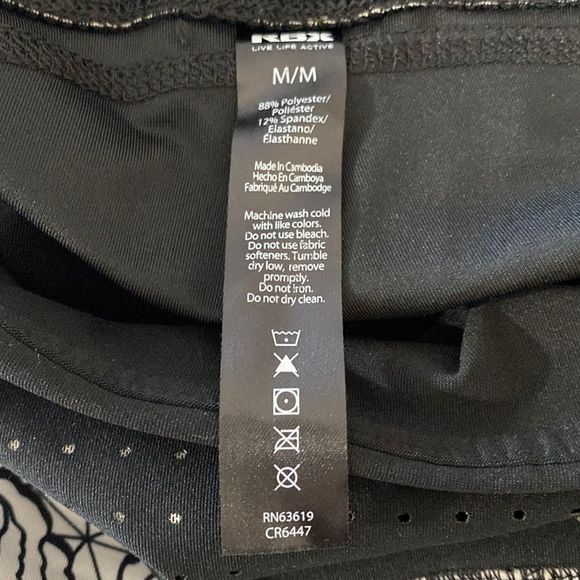 RBX
LIVE LIFE ACTIVE
M/M
88% Polyester/
Poliéster
12% Spandex/
Elastano/
Élasthanne
Made In Cambodia
Hecho En Camboya
Fabriqué Au Cambodge
Machine wash cold
with like colors.
Do not use bleach.
Do not use fabric
softeners. Tumble
dry low, remove
promptly.
Do not iron.
Do not dry clean.
RN63619
CR6447